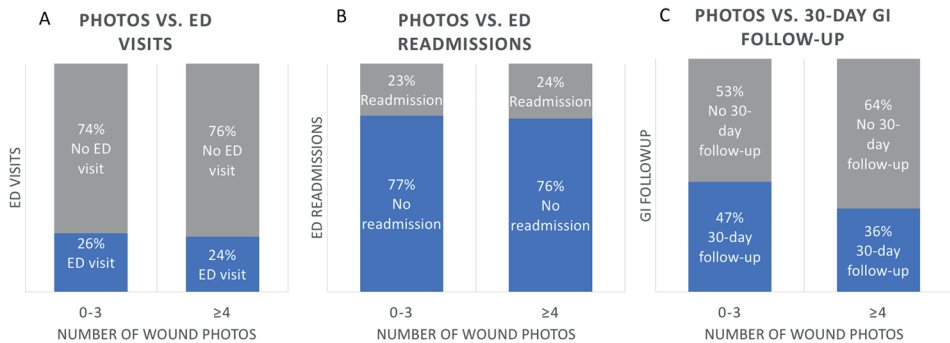 A
PHOTOS VS. ED
VISITS
ED VISITS
74%
No ED
visit
76%
No ED
visit
26%
ED visit
24%
ED visit
0-3
≥4
NUMBER OF WOUND PHOTOS
B
PHOTOS VS. ED
READMISSIONS
ED READMISSIONS
23%
Readmission
24%
Readmission
77%
No
readmission
76%
No
readmission
0-3
≥4
NUMBER OF WOUND PHOTOS
C
PHOTOS VS. 30-DAY GI
FOLLOW-UP
GI FOLLOWUP
53%
No 30-
day
follow-up
64%
No 30-
day
follow-up
47%
30-day
follow-up
36%
30-day
follow-up
0-3
≥4
NUMBER OF WOUND PHOTOS